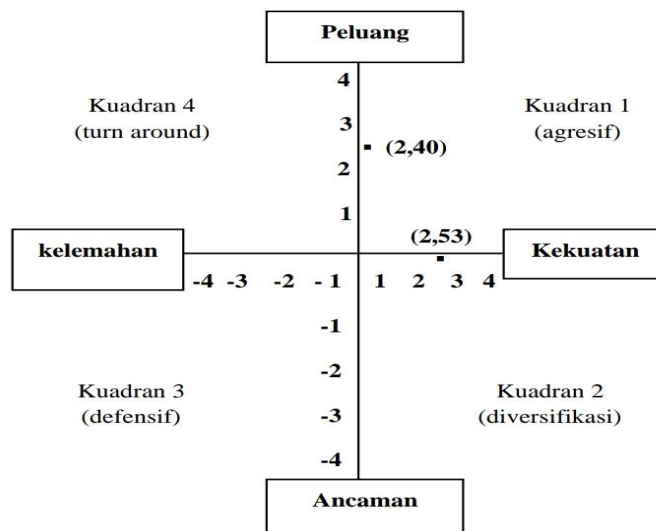 Peluang
4
Kuadran 4
(turn around)
Kuadran 1
(agresif)
3
(2,40)
2
1
(2,53)
kelemahan
Kekuatan
-4 -3 -2 - 1 1 2 3 4
-1
-2
Kuadran 3
(defensif)
Kuadran 2
(diversifikasi)
-3
-4
Ancaman